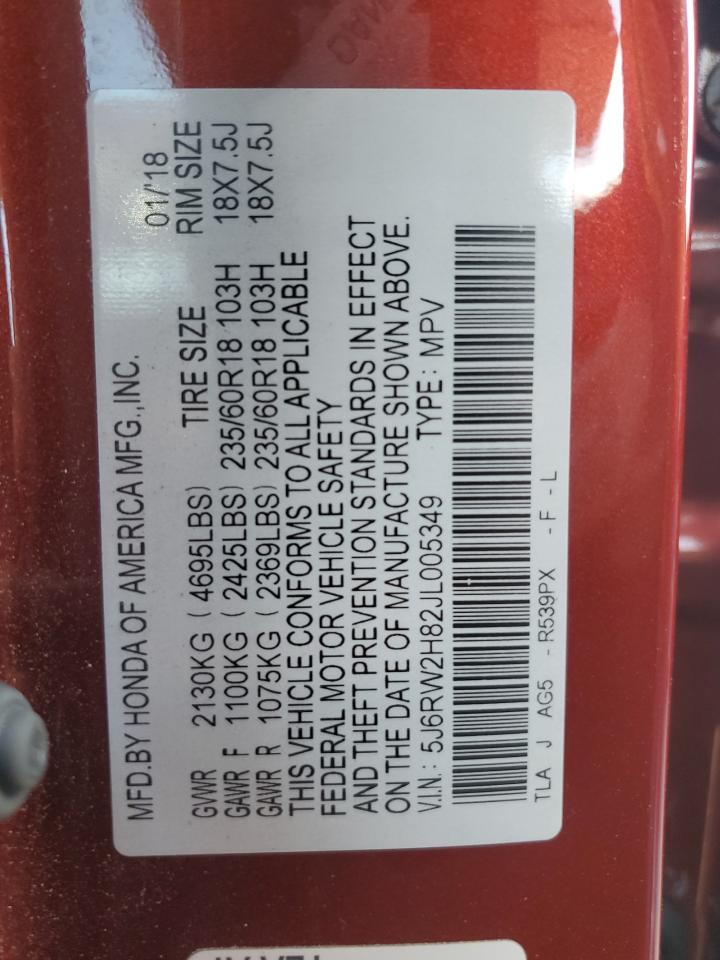 MFD.BY HONDA OF AMERICA MFG.,INC. 01/'18
TIRE SIZE RIM SIZE
GVWR 2130KG ( 4695LBS)
GAWR F 1100KG ( 2425LBS) 235/60R18 103H 18X7.5J
GAWR R 1075KG ( 2369LBS) 235/60R18 103H 18X7.5J
THIS VEHICLE CONFORMS TO ALL APPLICABLE
FEDERAL MOTOR VEHICLE SAFETY
AND THEFT PREVENTION STANDARDS IN EFFECT
ON THE DATE OF MANUFACTURE SHOWN ABOVE.
V.I.N.: 5J6RW2H82JL005349 TYPE: MPV
TLA J AG5 - R539PX - F - L